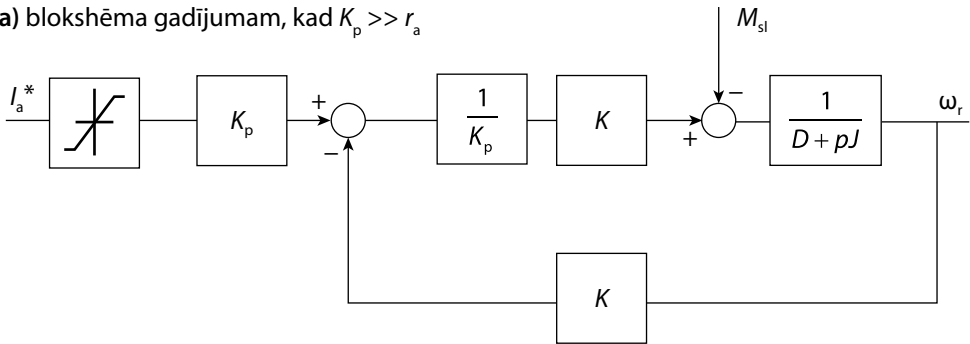 a) blokshēma gadījumam, kad Kp >> ra
Msl
Ia*
Kp
+
−
1
Kp
K
+
−
1
D + pJ
ωr
K